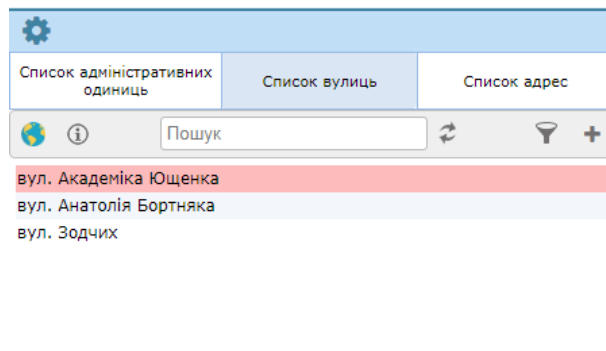 Список адміністративних
одиниць
Список вулиць
Список адрес
Пошук
вул. Академіка Ющенка
вул. Анатолія Бортняка
вул. Зодчих